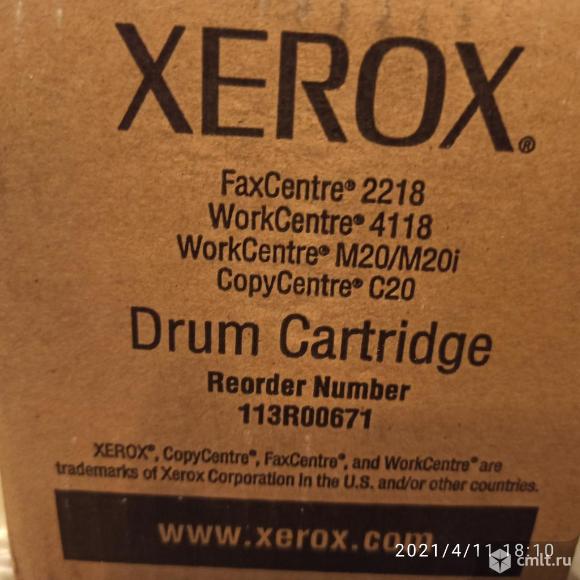 XEROX®
FaxCentre® 2218
WorkCentre® 4118
WorkCentre® M20/M20i
CopyCentre® C20
Drum Cartridge
Reorder Number
113R00671
XEROX®, CopyCentre®, FaxCentre®, and WorkCentre® are
trademarks of Xerox Corporation in the U.S. and/or other countries.
www.xerox.com
2021/4/11 18:10
cmlt.ru